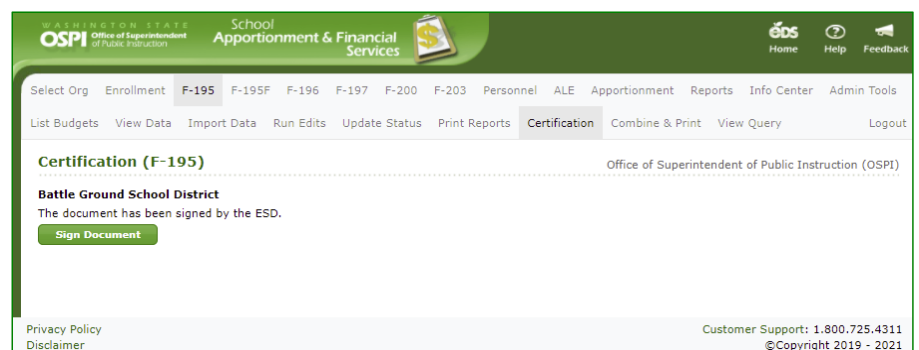 WASHINGTON STATE
OSPI Office of Superintendent of Public Instruction
School
Apportionment & Financial
Services
EDS
Home Help Feedback
Select Org Enrollment F-195 F-195F F-196 F-197 F-200 F-203 Personnel ALE Apportionment Reports Info Center Admin Tools
List Budgets View Data Import Data Run Edits Update Status Print Reports Certification Combine & Print View Query Logout
Certification (F-195) Office of Superintendent of Public Instruction (OSPI)
Battle Ground School District
The document has been signed by the ESD.
Sign Document
Privacy Policy Customer Support: 1.800.725.4311
Disclaimer ©Copyright 2019 - 2021